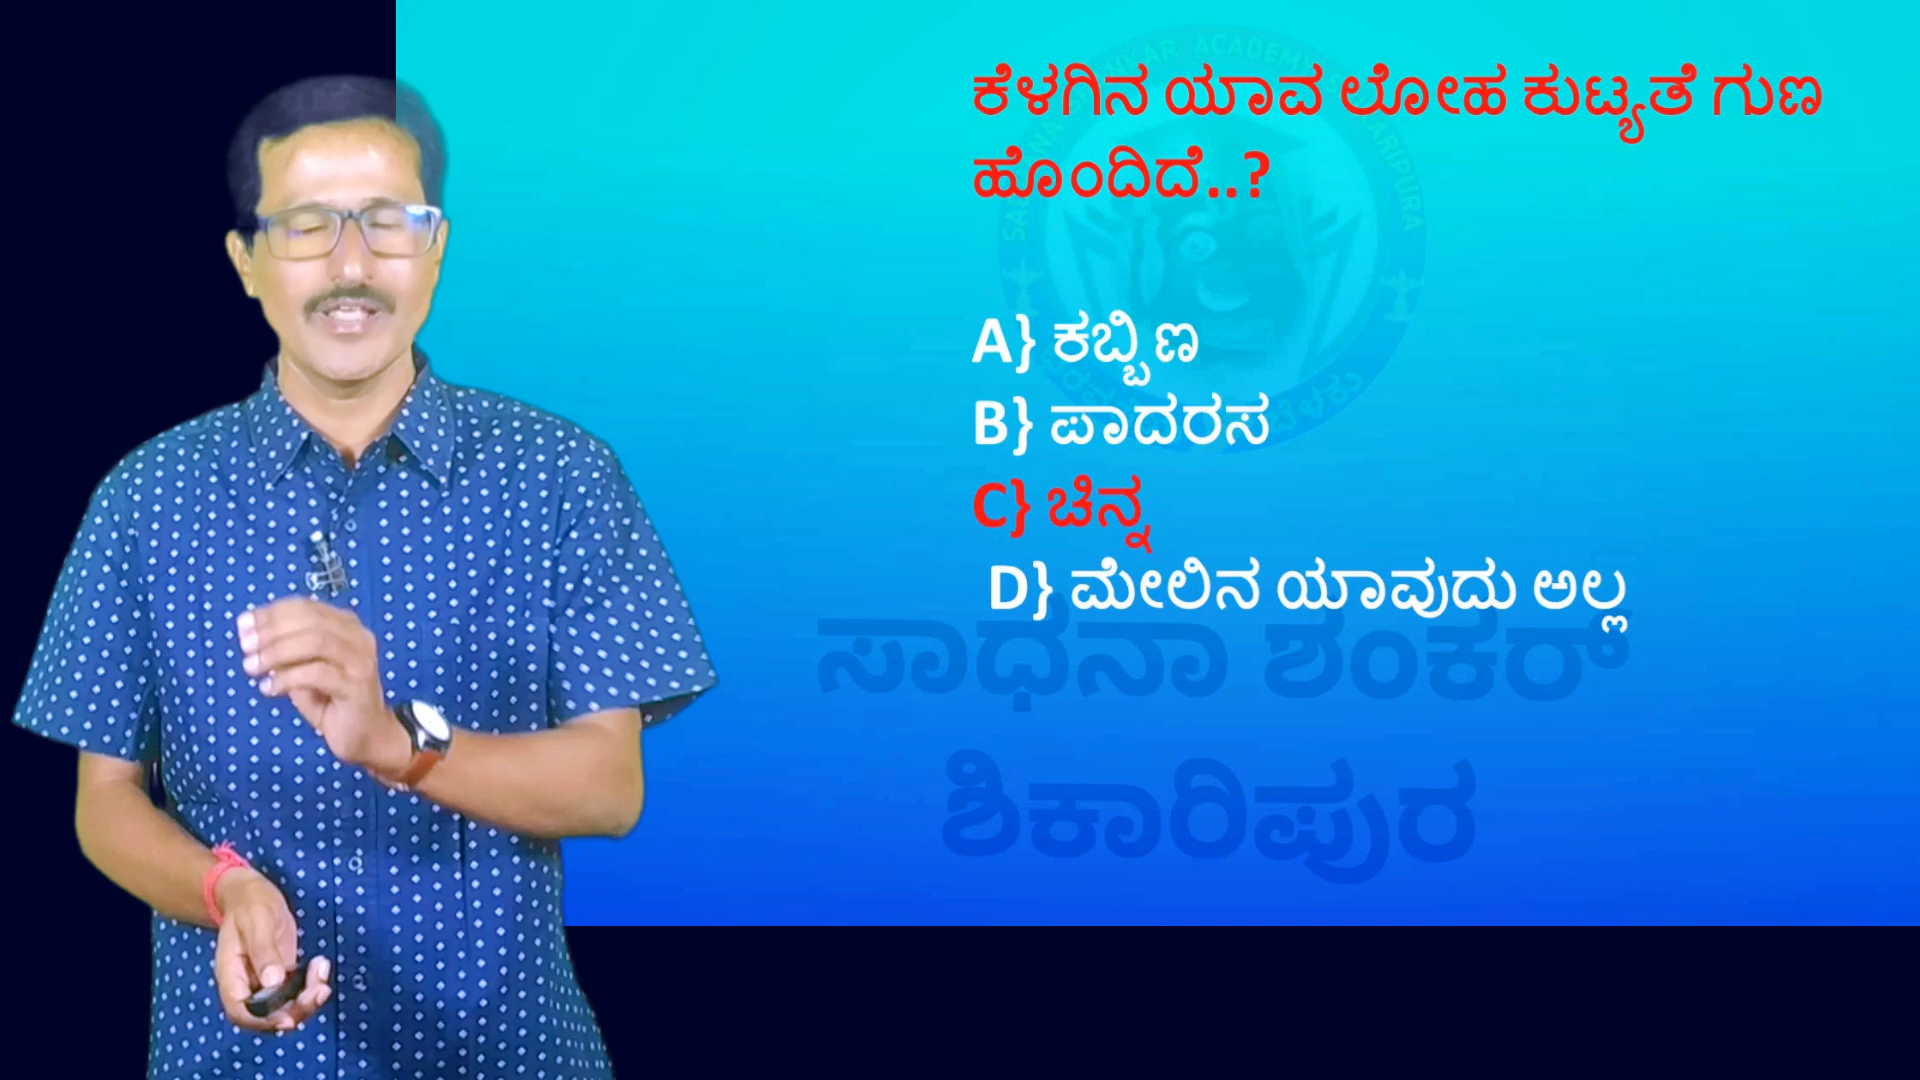 ಕೆಳಗಿನ ಯಾವ ಲೋಹ ಕುಟ್ಯತೆ ಗುಣ
ಹೊಂದಿದೆ..?
A} ಕಬ್ಬಿಣ
B} ಪಾದರಸ
C} ಚಿನ್ನ
D} ಮೇಲಿನ ಯಾವುದು ಅಲ್ಲ
ಸಾಧನಾ ಶಂಕರ್
ಶಿಕಾರಿಪುರ